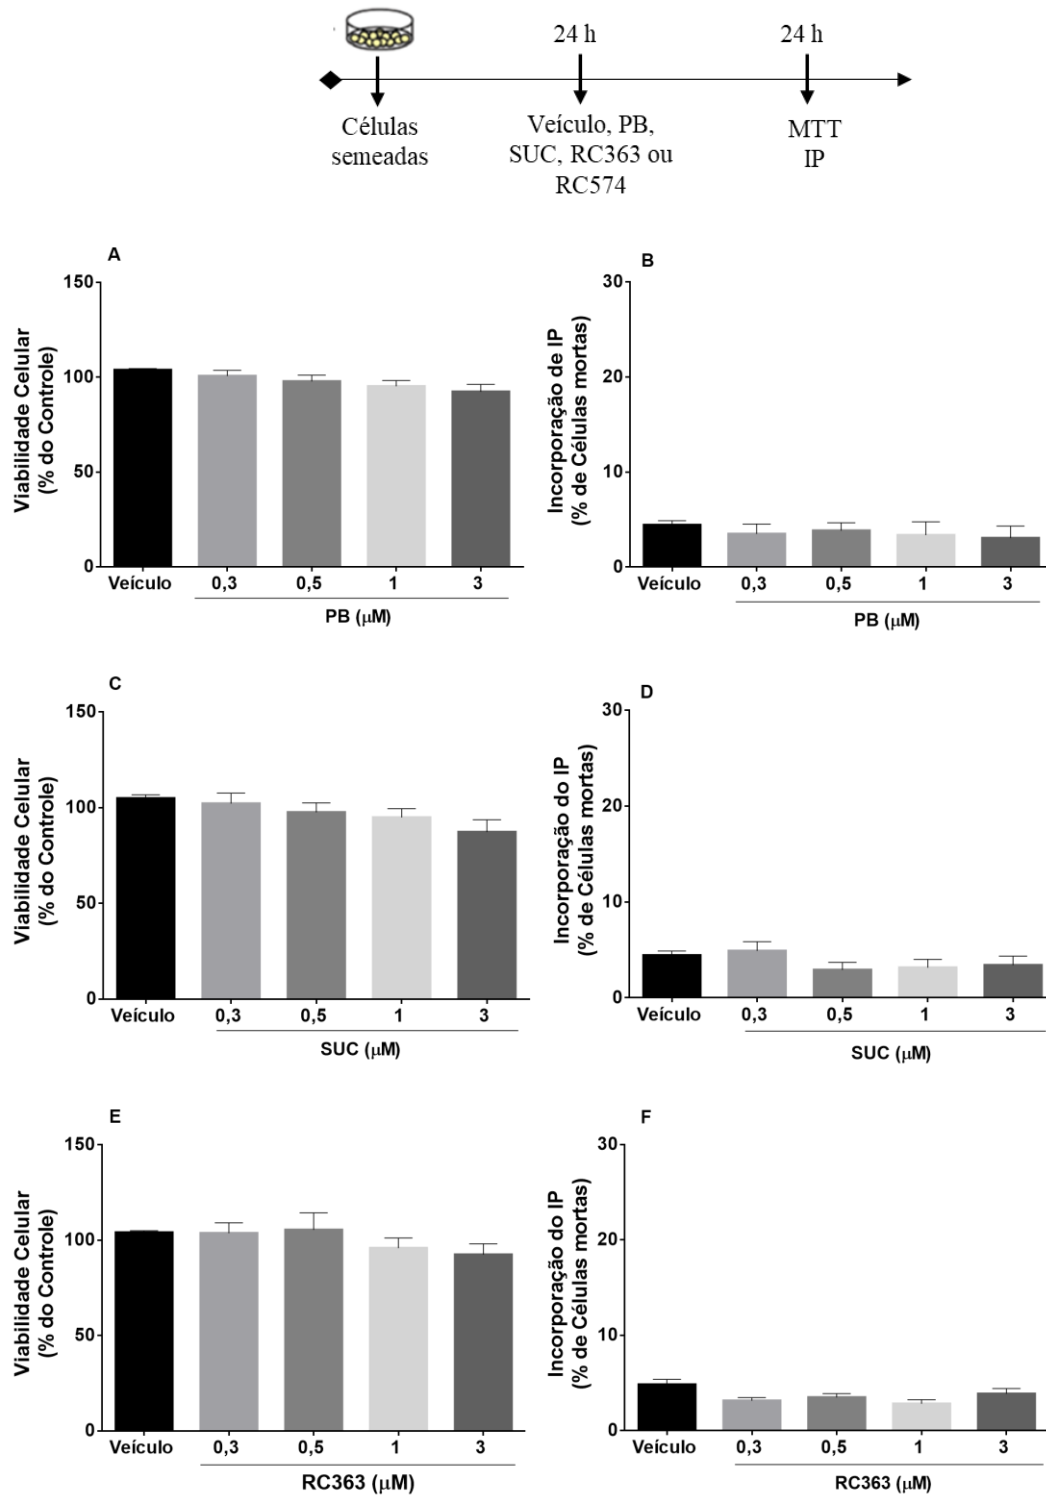 24 h
24 h
Células
semeadas
Veículo, PB,
SUC, RC363 ou
RC574
MTT
IP
A
Viabilidade Celular
(% do Controle)
150
100
50
0
Veículo 0,3 0,5 1 3
PB (μM)
B
Incorporação de IP
(% de Células mortas)
30
20
10
0
Veículo 0,3 0,5 1 3
PB (μM)
C
Viabilidade Celular
(% do Controle)
150
100
50
0
Veículo 0,3 0,5 1 3
SUC (μM)
D
Incorporação do IP
(% de Células mortas)
30
20
10
0
Veículo 0,3 0,5 1 3
SUC (μM)
E
Viabilidade Celular
(% do Controle)
150
100
50
0
Veículo 0,3 0,5 1 3
RC363 (μM)
F
Incorporação do IP
(% de Células mortas)
30
20
10
0
Veículo 0,3 0,5 1 3
RC363 (μM)